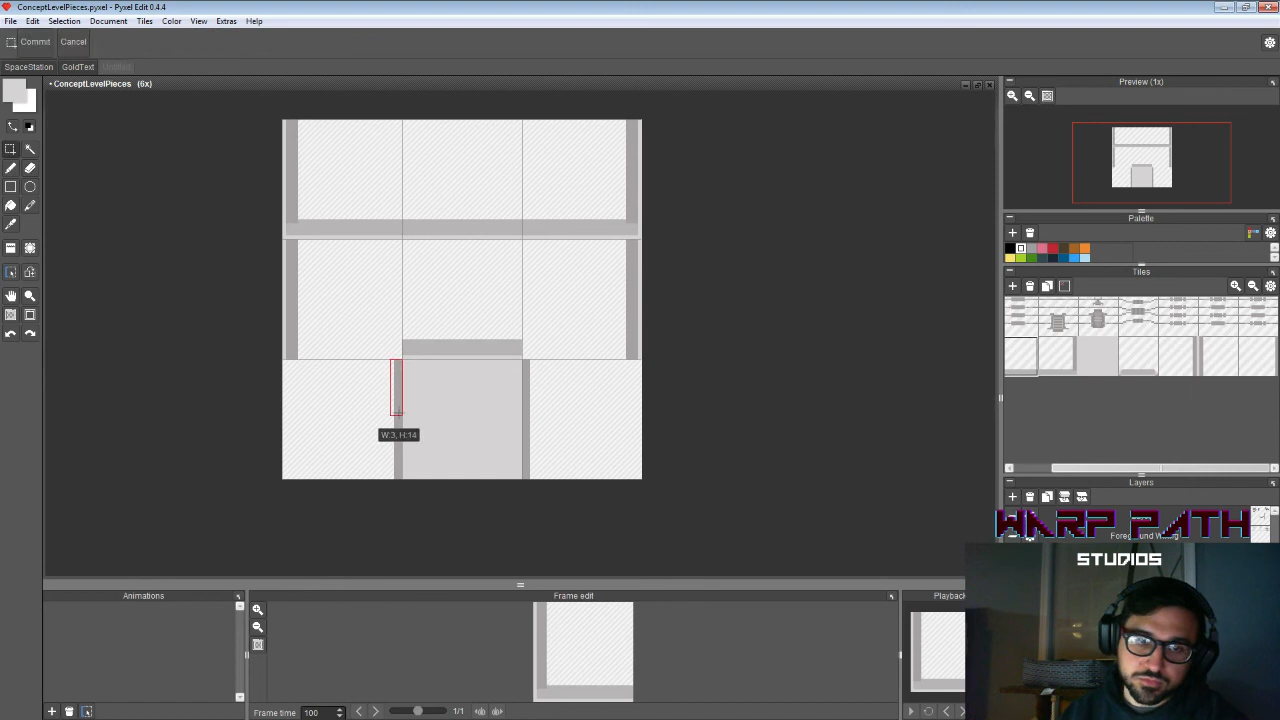 ConceptLevelPieces.pyxel - Pyxel Edit 0.4.4
File Edit Selection Document Tiles Color View Extras Help
Commit Cancel
SpaceStation GoldText Untitled
• ConceptLevelPieces (6x)
Preview (1x)
Palette
Tiles
W:3, H:14
Layers
WARP PATH
STUDIOS
Animations
Frame edit
Playback
Frame time 100
1/1